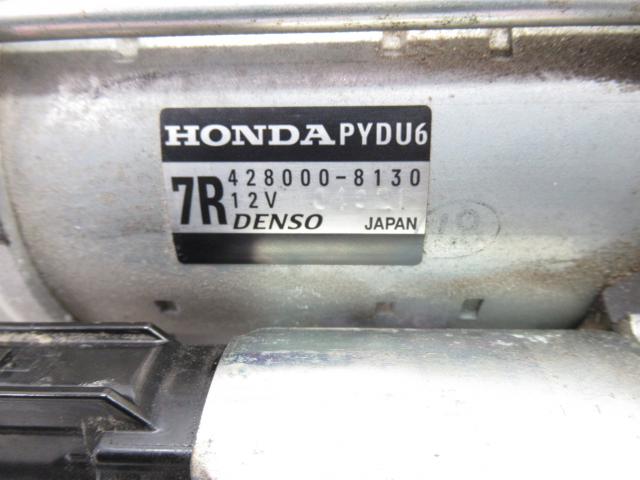 HONDA PYDU6
7R 428000-8130
12V
DENSO JAPAN